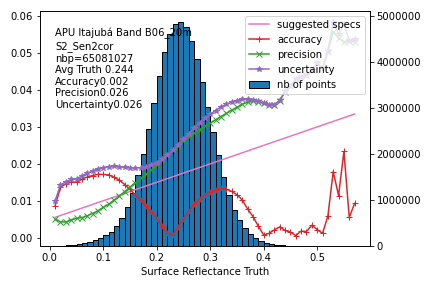 APU Itajubá Band B06_20m
S2_Sen2cor
nbp=65081027
Avg Truth 0.244
Accuracy0.002
Precision0.026
Uncertainty0.026
suggested specs
accuracy
precision
uncertainty
nb of points
0.06
0.05
0.04
0.03
0.02
0.01
0.00
5000000
4000000
3000000
2000000
1000000
0
0.0 0.1 0.2 0.3 0.4 0.5
Surface Reflectance Truth